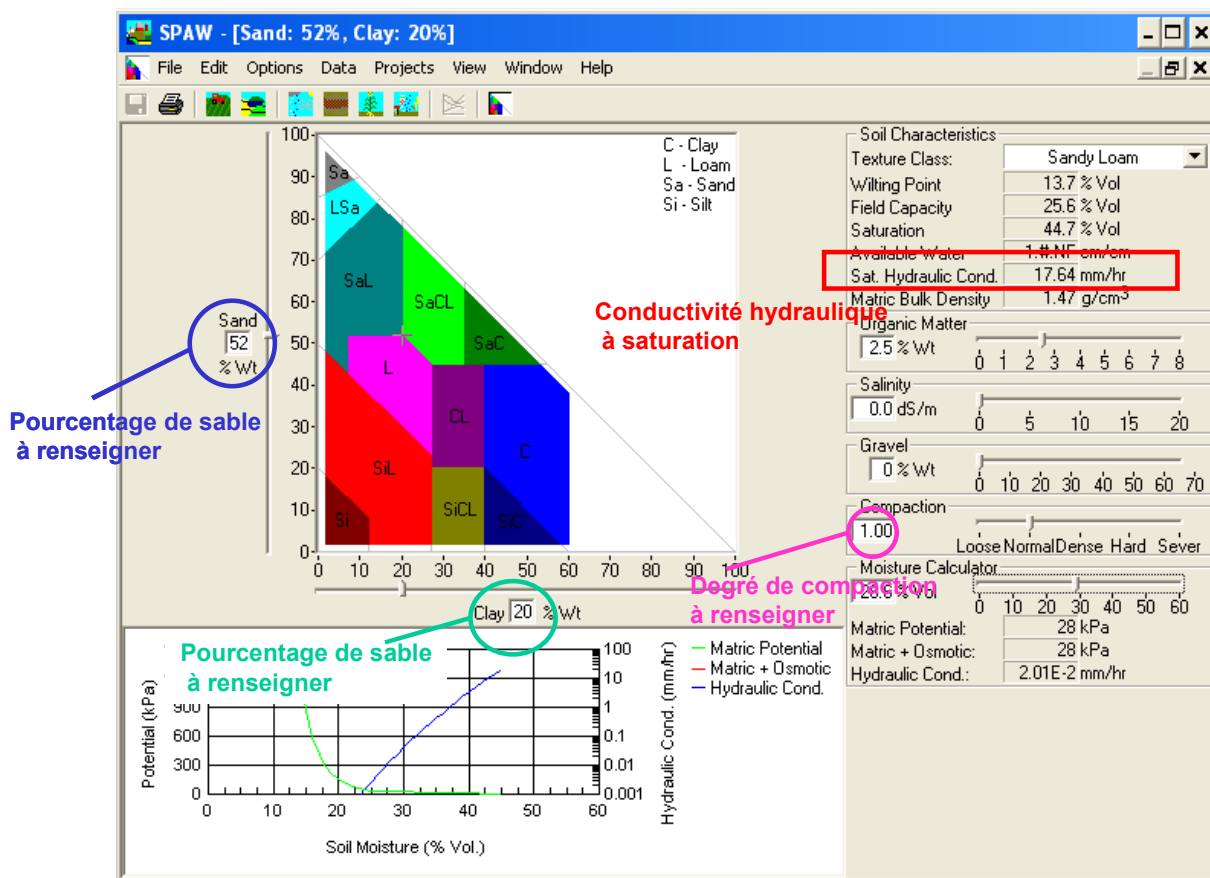 SPAW - [Sand: 52%, Clay: 20%]
File Edit Options Data Projects View Window Help
100
90
80
70
60
50
40
30
20
10
0
Sa
LSa
SaL
SaCL
SaC
L
CL
C
SiL
SiCL
SiC
Si
C - Clay
L - Loam
Sa - Sand
Si - Silt
Sand
52
% Wt
Pourcentage de sable
à renseigner
0 10 20 30 40 50 60 70 80 90 100
Clay 20 % Wt
Pourcentage de sable
à renseigner
Conductivité hydraulique
à saturation
Degré de compaction
à renseigner
Soil Characteristics
Texture Class: Sandy Loam
Wilting Point 13.7 % Vol
Field Capacity 25.6 % Vol
Saturation 44.7 % Vol
Available Water 1.#.NF cm/cm
Sat. Hydraulic Cond. 17.64 mm/hr
Matric Bulk Density 1.47 g/cm3
Organic Matter
2.5 % Wt
0 1 2 3 4 5 6 7 8
Salinity
0.0 dS/m
0 5 10 15 20
Gravel
0 % Wt
0 10 20 30 40 50 60 70
Compaction
1.00
Loose Normal Dense Hard Sever
Moisture Calculator
% Vol
0 10 20 30 40 50 60
Matric Potential: 28 kPa
Matric + Osmotic: 28 kPa
Hydraulic Cond.: 2.01E-2 mm/hr
Potential (kPa)
900
600
300
0
0 10 20 30 40 50 60
Soil Moisture (% Vol.)
100
10
1
0.1
0.01
0.001
Hydraulic Cond. (mm/hr)
Matric Potential
Matric + Osmotic
Hydraulic Cond.